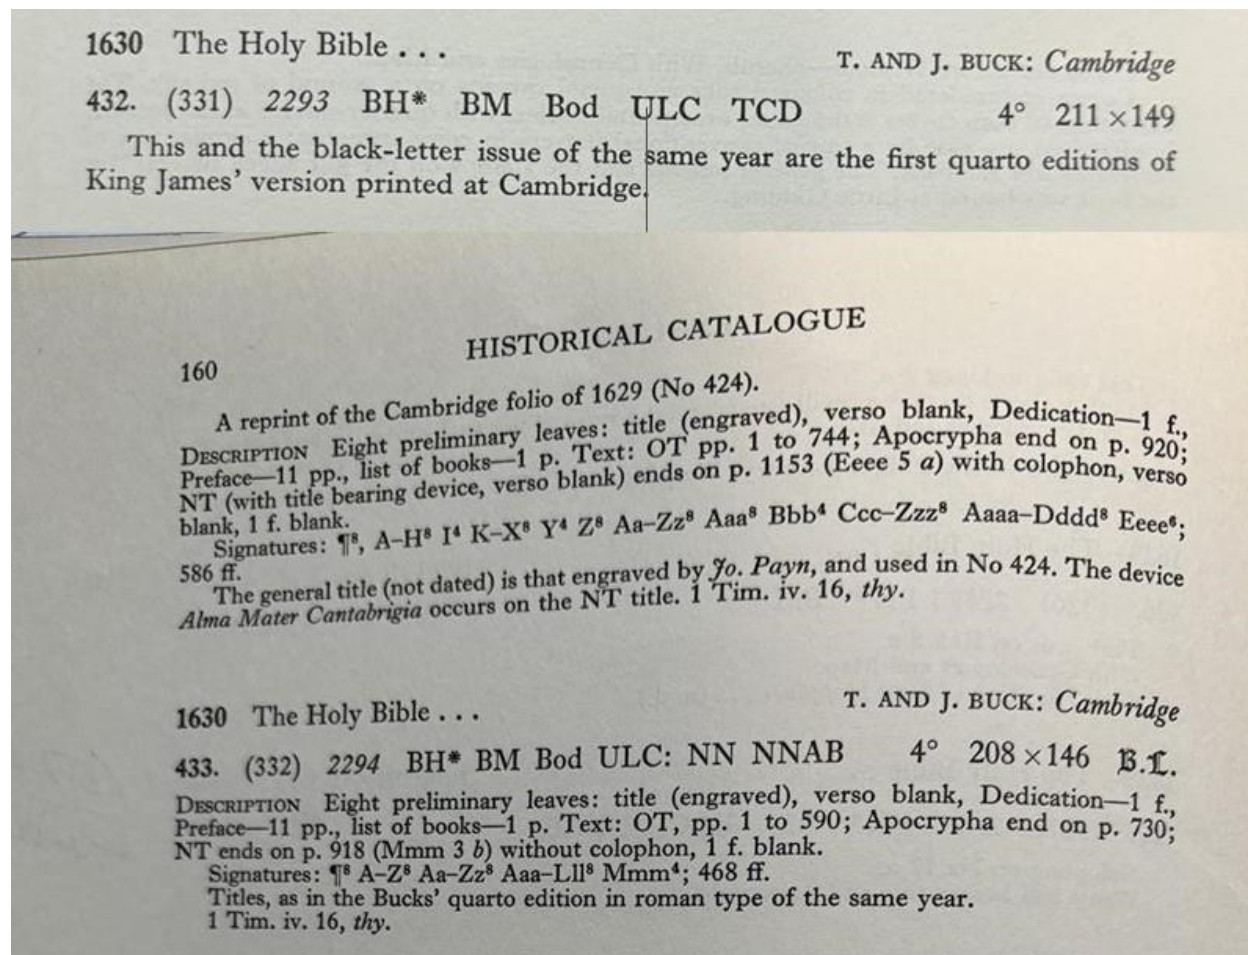 1630 The Holy Bible . . . T. AND J. BUCK: Cambridge
432. (331) 2293 BH* BM Bod ULC TCD 4° 211 × 149
This and the black-letter issue of the same year are the first quarto editions of
King James' version printed at Cambridge.
HISTORICAL CATALOGUE
160
A reprint of the Cambridge folio of 1629 (No 424).
DESCRIPTION Eight preliminary leaves: title (engraved), verso blank, Dedication—1 f.,
Preface—11 pp., list of books—1 p. Text: OT pp. 1 to 744; Apocrypha end on p. 920;
NT (with title bearing device, verso blank) ends on p. 1153 (Eeee 5 a) with colophon, verso
blank, 1 f. blank.
Signatures: ¶⁸, A–H⁸ I⁴ K–X⁸ Y⁴ Z⁸ Aa–Zz⁸ Aaa⁸ Bbb⁴ Ccc–Zzz⁸ Aaaa–Dddd⁸ Eeee⁶;
586 ff.
The general title (not dated) is that engraved by Jo. Payn, and used in No 424. The device
Alma Mater Cantabrigia occurs on the NT title. 1 Tim. iv. 16, thy.
1630 The Holy Bible . . . T. AND J. BUCK: Cambridge
433. (332) 2294 BH* BM Bod ULC: NN NNAB 4° 208 × 146 B.L.
DESCRIPTION Eight preliminary leaves: title (engraved), verso blank, Dedication—1 f.,
Preface—11 pp., list of books—1 p. Text: OT, pp. 1 to 590; Apocrypha end on p. 730;
NT ends on p. 918 (Mmm 3 b) without colophon, 1 f. blank.
Signatures: ¶⁸ A–Z⁸ Aa–Zz⁸ Aaa–Lll⁸ Mmm⁴; 468 ff.
Titles, as in the Bucks' quarto edition in roman type of the same year.
1 Tim. iv. 16, thy.